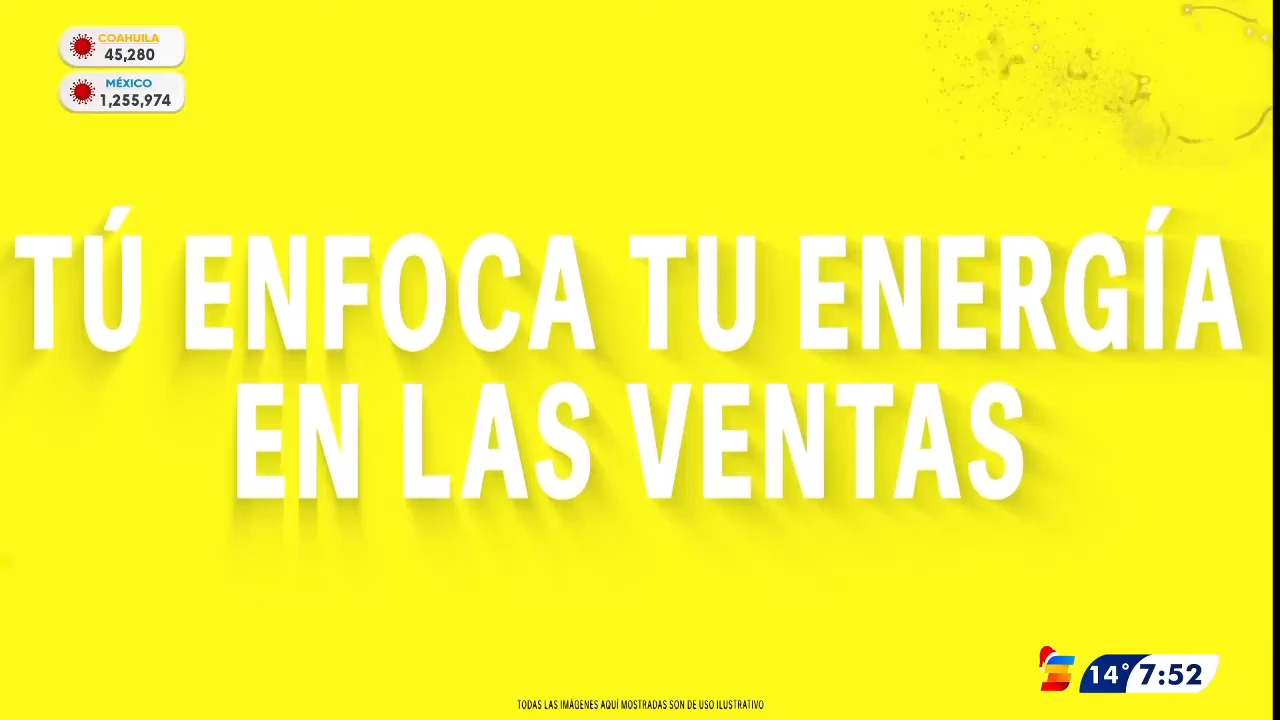 COAHUILA
45,280
MÉXICO
1,255,974
TÚ ENFOCA TU ENERGÍA
EN LAS VENTAS
14° 7:52
TODAS LAS IMÁGENES AQUÍ MOSTRADAS SON DE USO ILUSTRATIVO